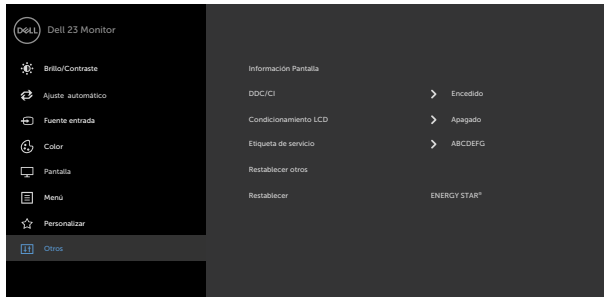 DELL Dell 23 Monitor
Brillo/Contraste
Ajuste automático
Fuente entrada
Color
Pantalla
Menú
Personalizar
Otros
Información Pantalla
DDC/CI Encedido
Condicionamiento LCD Apagado
Etiqueta de servicio ABCDEFG
Restablecer otros
Restablecer ENERGY STAR®